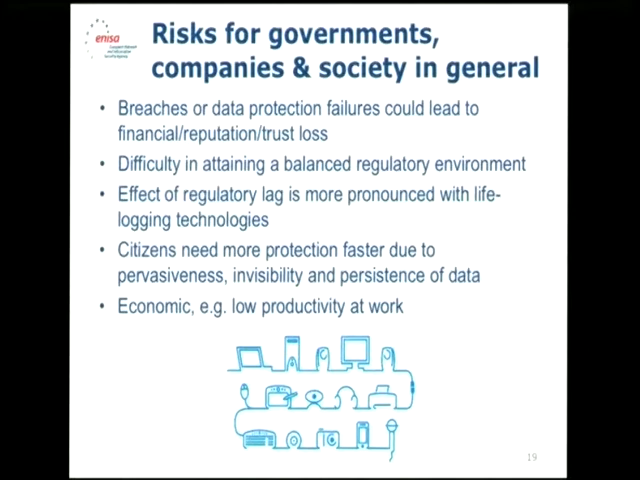 enisa
Risks for governments,
companies & society in general
• Breaches or data protection failures could lead to
financial/reputation/trust loss
• Difficulty in attaining a balanced regulatory environment
• Effect of regulatory lag is more pronounced with life-
logging technologies
• Citizens need more protection faster due to
pervasiveness, invisibility and persistence of data
• Economic, e.g. low productivity at work
19